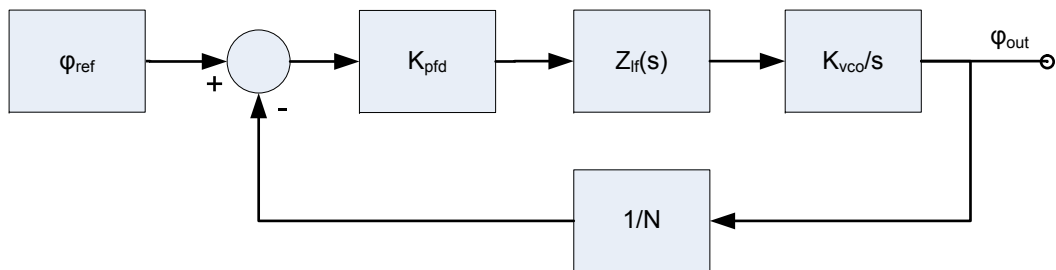 φref
+
-
Kpfd
Zlf(s)
Kvco/s
φout
1/N